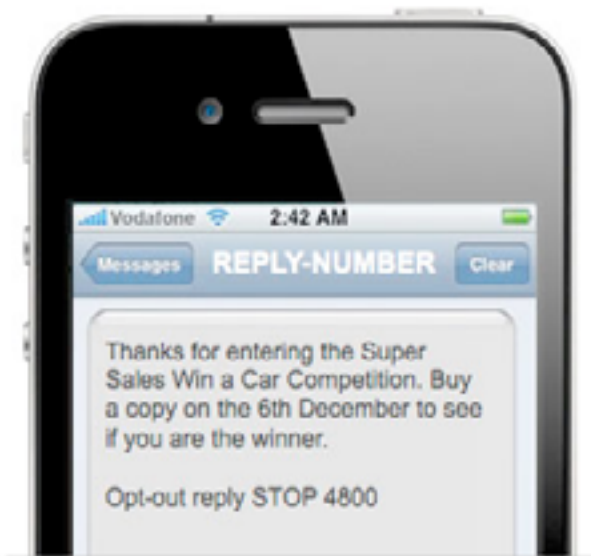 Vodafone 2:42 AM
Messages REPLY-NUMBER Clear
Thanks for entering the Super
Sales Win a Car Competition. Buy
a copy on the 6th December to see
if you are the winner.
Opt-out reply STOP 4800